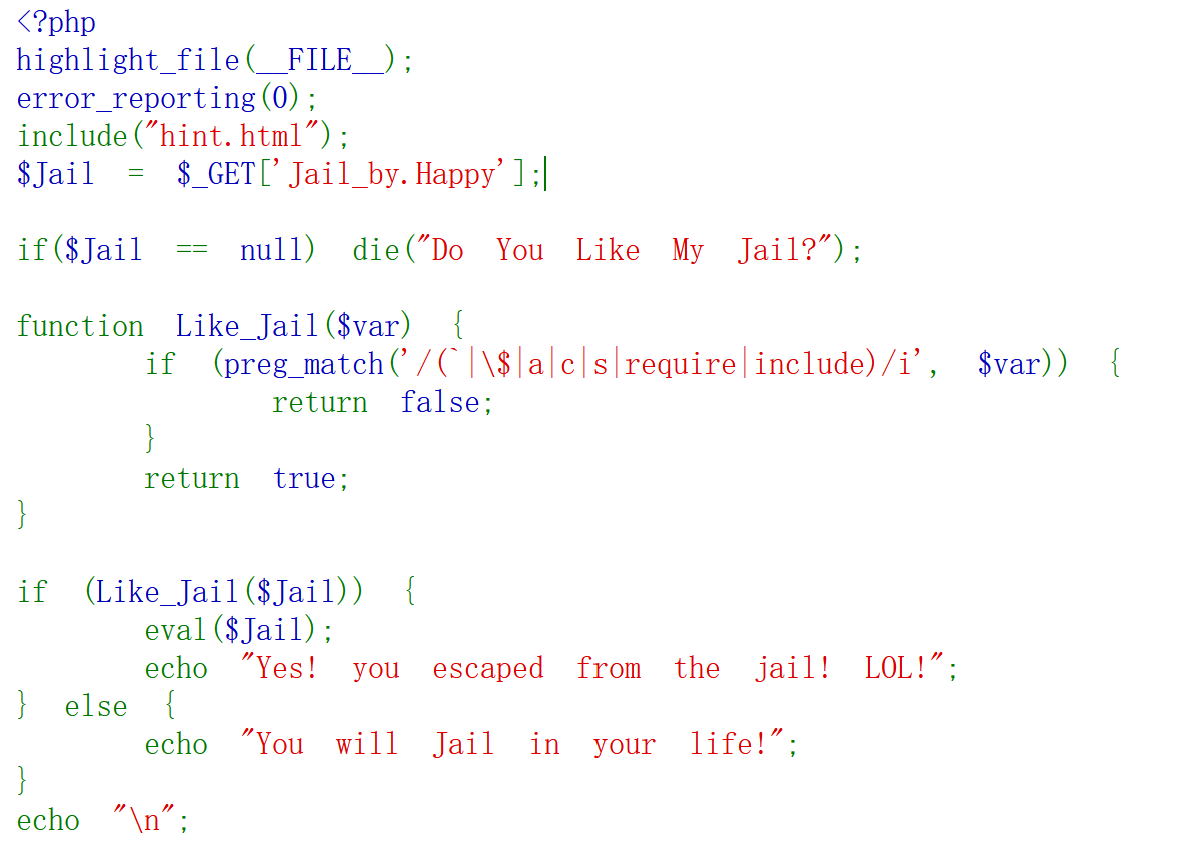 <?php
highlight_file(__FILE__);
error_reporting(0);
include("hint.html");
$Jail = $_GET['Jail_by.Happy'];
if($Jail == null) die("Do You Like My Jail?");
function Like_Jail($var) {
if (preg_match('/(`|\$|a|c|s|require|include)/i', $var)) {
return false;
}
return true;
}
if (Like_Jail($Jail)) {
eval($Jail);
echo "Yes! you escaped from the jail! LOL!";
} else {
echo "You will Jail in your life!";
}
echo "\n";